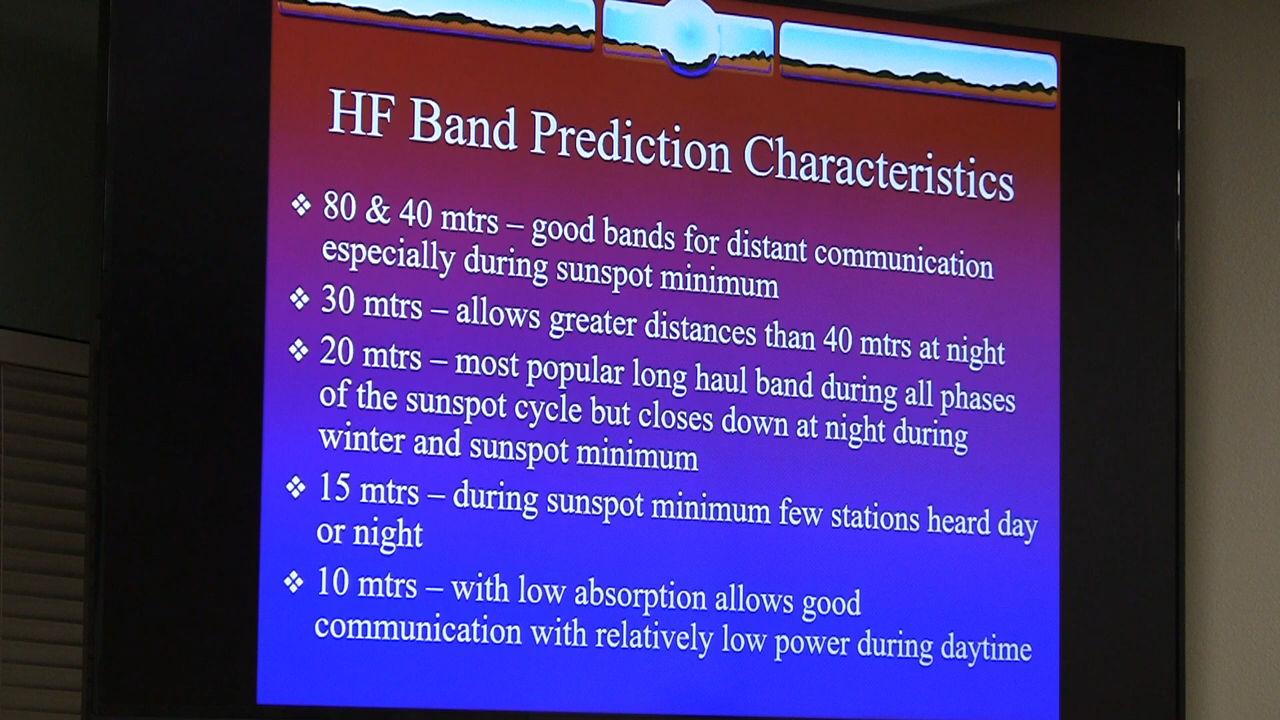 HF Band Prediction Characteristics
❖ 80 & 40 mtrs – good bands for distant communication
especially during sunspot minimum
❖ 30 mtrs – allows greater distances than 40 mtrs at night
❖ 20 mtrs – most popular long haul band during all phases
of the sunspot cycle but closes down at night during
winter and sunspot minimum
❖ 15 mtrs – during sunspot minimum few stations heard day
or night
❖ 10 mtrs – with low absorption allows good
communication with relatively low power during daytime